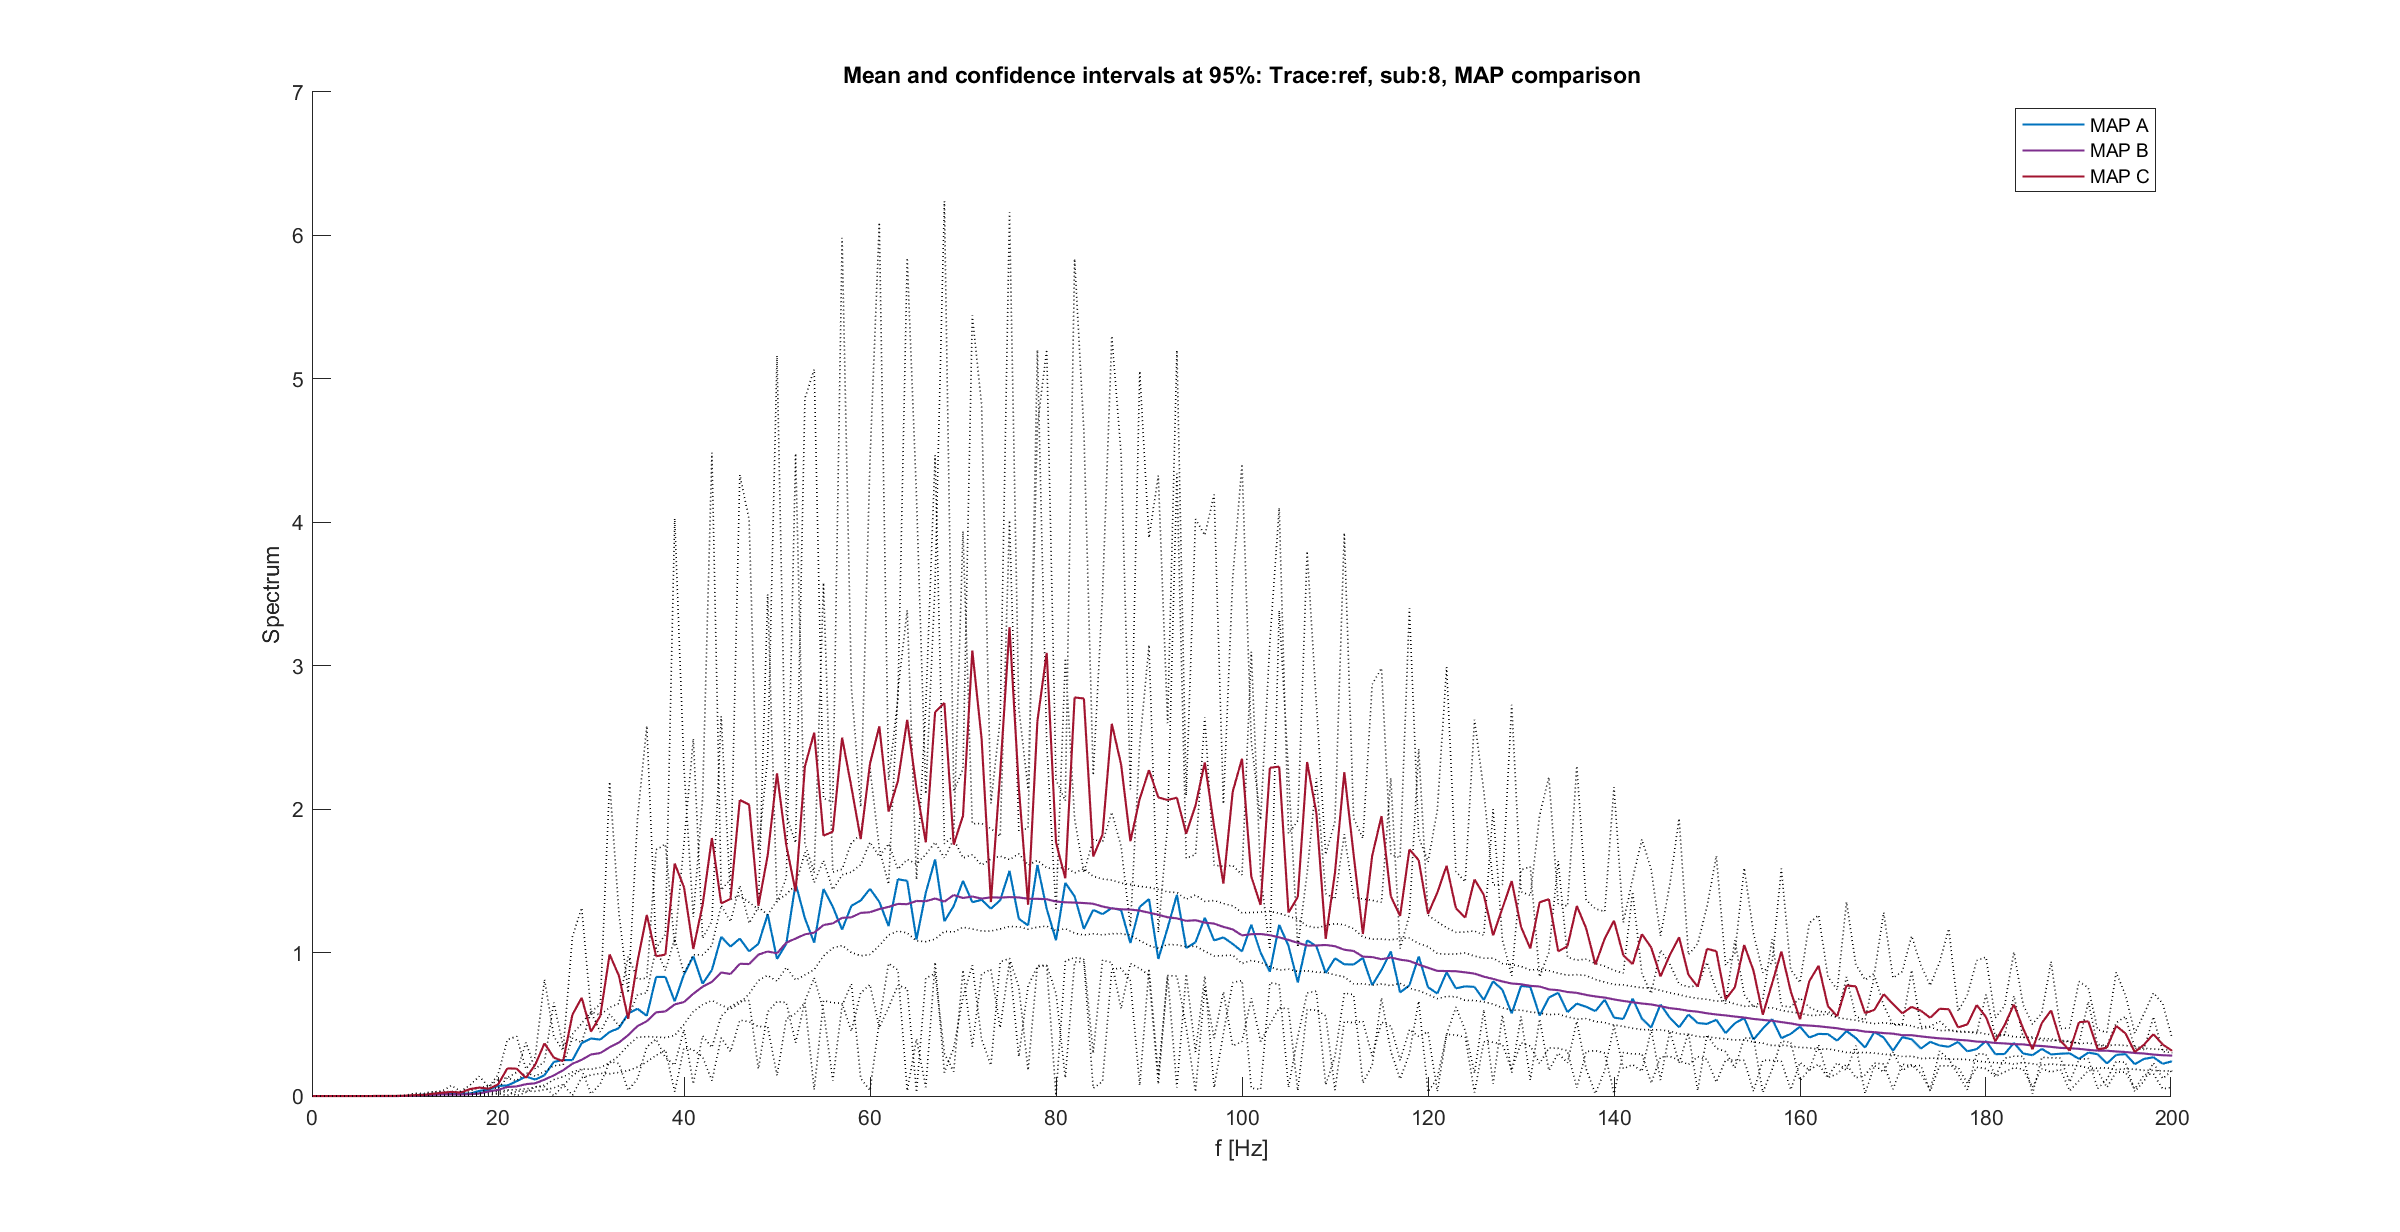 Mean and confidence intervals at 95%: Trace:ref, sub:8, MAP comparison
MAP A
MAP B
MAP C
7
6
5
4
3
2
1
0
Spectrum
0 20 40 60 80 100 120 140 160 180 200
f [Hz]